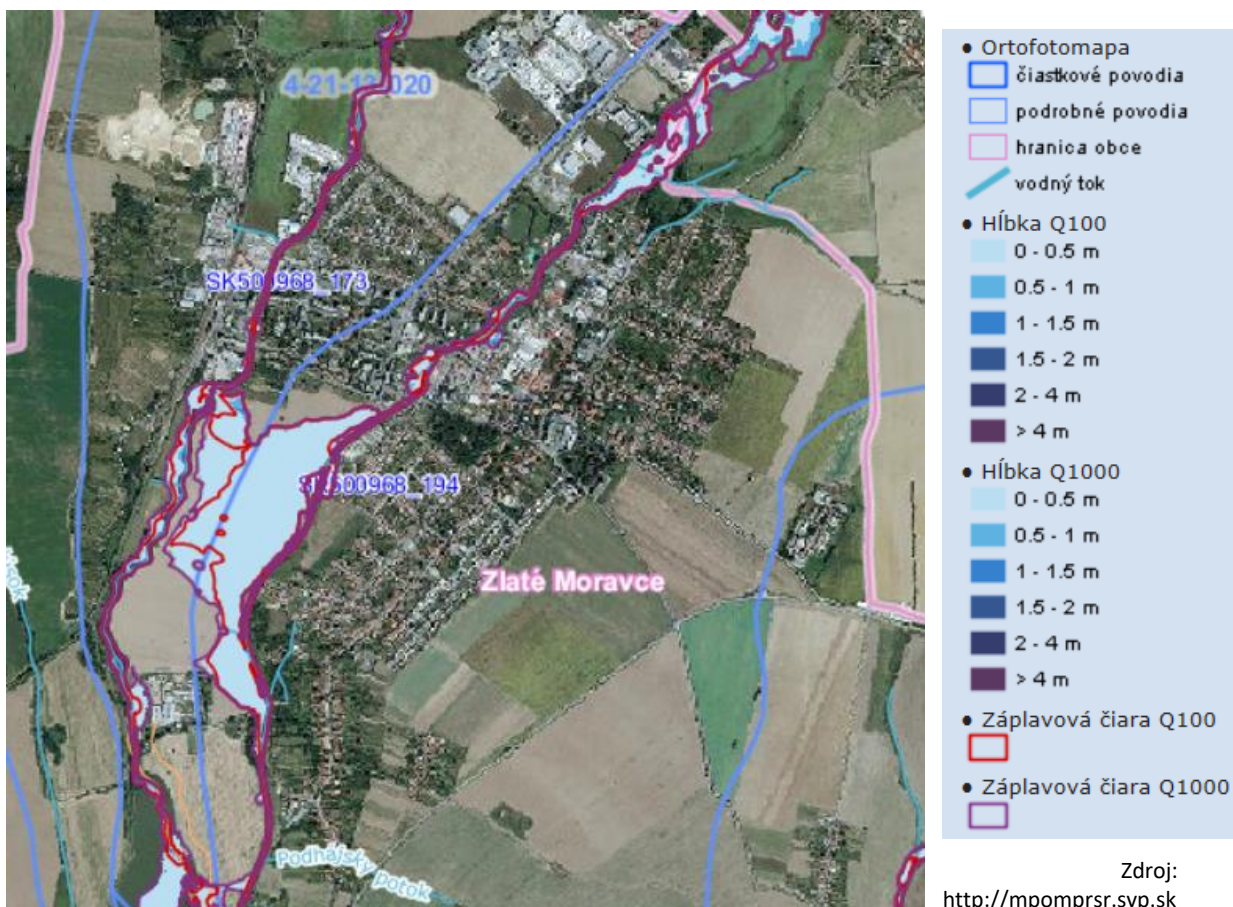 4-21-13-020
SK500968_173
SK500968_194
Zlaté Moravce
Podhájsky potok
● Ortofotomapa
čiastkové povodia
podrobné povodia
hranica obce
vodný tok
● Hĺbka Q100
0 - 0.5 m
0.5 - 1 m
1 - 1.5 m
1.5 - 2 m
2 - 4 m
> 4 m
● Hĺbka Q1000
0 - 0.5 m
0.5 - 1 m
1 - 1.5 m
1.5 - 2 m
2 - 4 m
> 4 m
● Záplavová čiara Q100
● Záplavová čiara Q1000
Zdroj:
http://mpomprsr.svp.sk